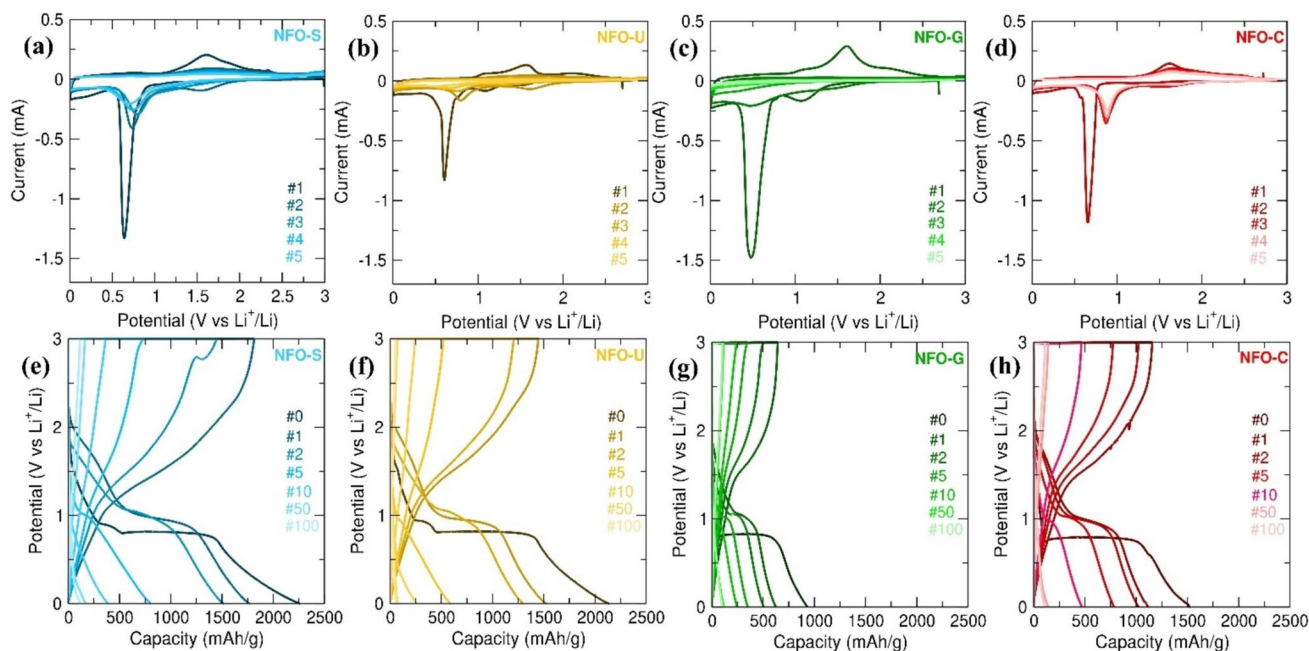 (a)
NFO-S
0.5
0
-0.5
-1
-1.5
Current (mA)
#1
#2
#3
#4
#5
0 0.5 1 1.5 2 2.5 3
Potential (V vs Li⁺/Li)
(b)
NFO-U
0.5
0
-0.5
-1
-1.5
Current (mA)
#1
#2
#3
#4
#5
0 1 2 3
Potential (V vs Li⁺/Li)
(c)
NFO-G
0.5
0
-0.5
-1
-1.5
Current (mA)
#1
#2
#3
#4
#5
0 1 2 3
Potential (V vs Li⁺/Li)
(d)
NFO-C
0.5
0
-0.5
-1
-1.5
Current (mA)
#1
#2
#3
#4
#5
0 1 2 3
Potential (V vs Li⁺/Li)
(e)
NFO-S
3
2
1
0
Potential (V vs Li⁺/Li)
#0
#1
#2
#5
#10
#50
#100
0 500 1000 1500 2000 2500
Capacity (mAh/g)
(f)
NFO-U
3
2
1
0
Potential (V vs Li⁺/Li)
#0
#1
#2
#5
#10
#50
#100
0 500 1000 1500 2000 2500
Capacity (mAh/g)
(g)
NFO-G
3
2
1
0
Potential (V vs Li⁺/Li)
#0
#1
#2
#5
#10
#50
#100
0 500 1000 1500 2000 2500
Capacity (mAh/g)
(h)
NFO-C
3
2
1
0
Potential (V vs Li⁺/Li)
#0
#1
#2
#5
#10
#50
#100
0 500 1000 1500 2000 2500
Capacity (mAh/g)